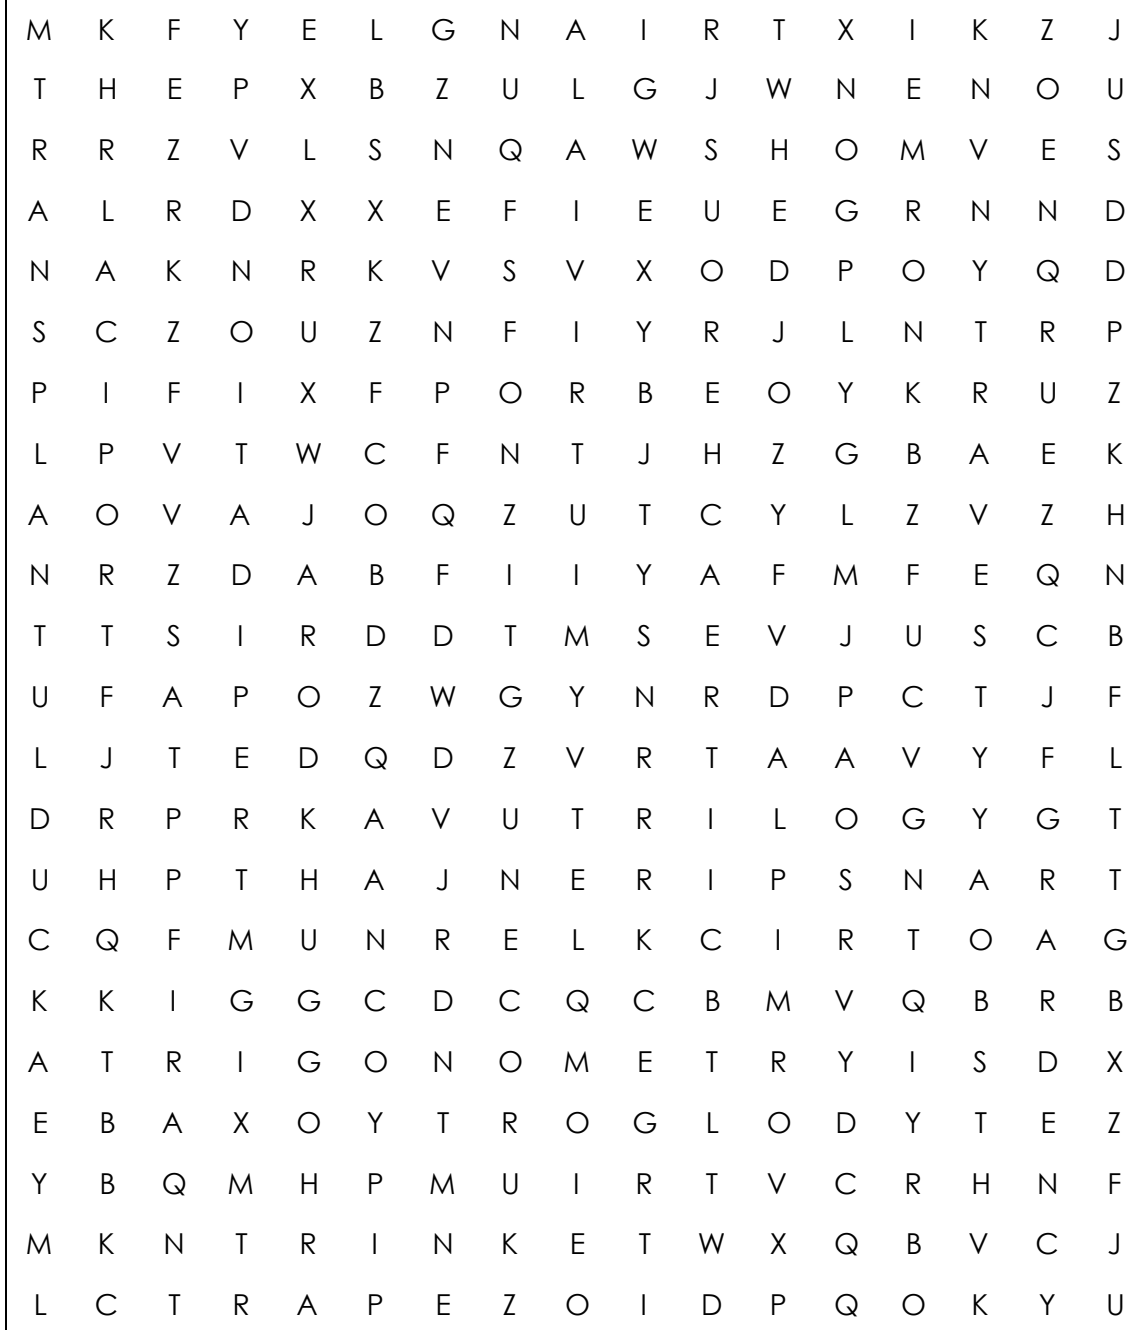 M K F Y E L G N A I R T X I K Z J
T H E P X B Z U L G J W N E N O U
R R Z V L S N Q A W S H O M V E S
A L R D X X E F I E U E G R N N D
N A K N R K V S V X O D P O Y Q D
S C Z O U Z N F I Y R J L N T R P
P I F I X F P O R B E O Y K R U Z
L P V T W C F N T J H Z G B A E K
A O V A J O Q Z U T C Y L Z V Z H
N R Z D A B F I I Y A F M F E Q N
T T S I R D D T M S E V J U S C B
U F A P O Z W G Y N R D P C T J F
L J T E D Q D Z V R T A A V Y F L
D R P R K A V U T R I L O G Y G T
U H P T H A J N E R I P S N A R T
C Q F M U N R E L K C I R T O A G
K K I G G C D C Q C B M V Q B R B
A T R I G O N O M E T R Y I S D X
E B A X O Y T R O G L O D Y T E Z
Y B Q M H P M U I R T V C R H N F
M K N T R I N K E T W X Q B V C J
L C T R A P E Z O I D P Q O K Y U